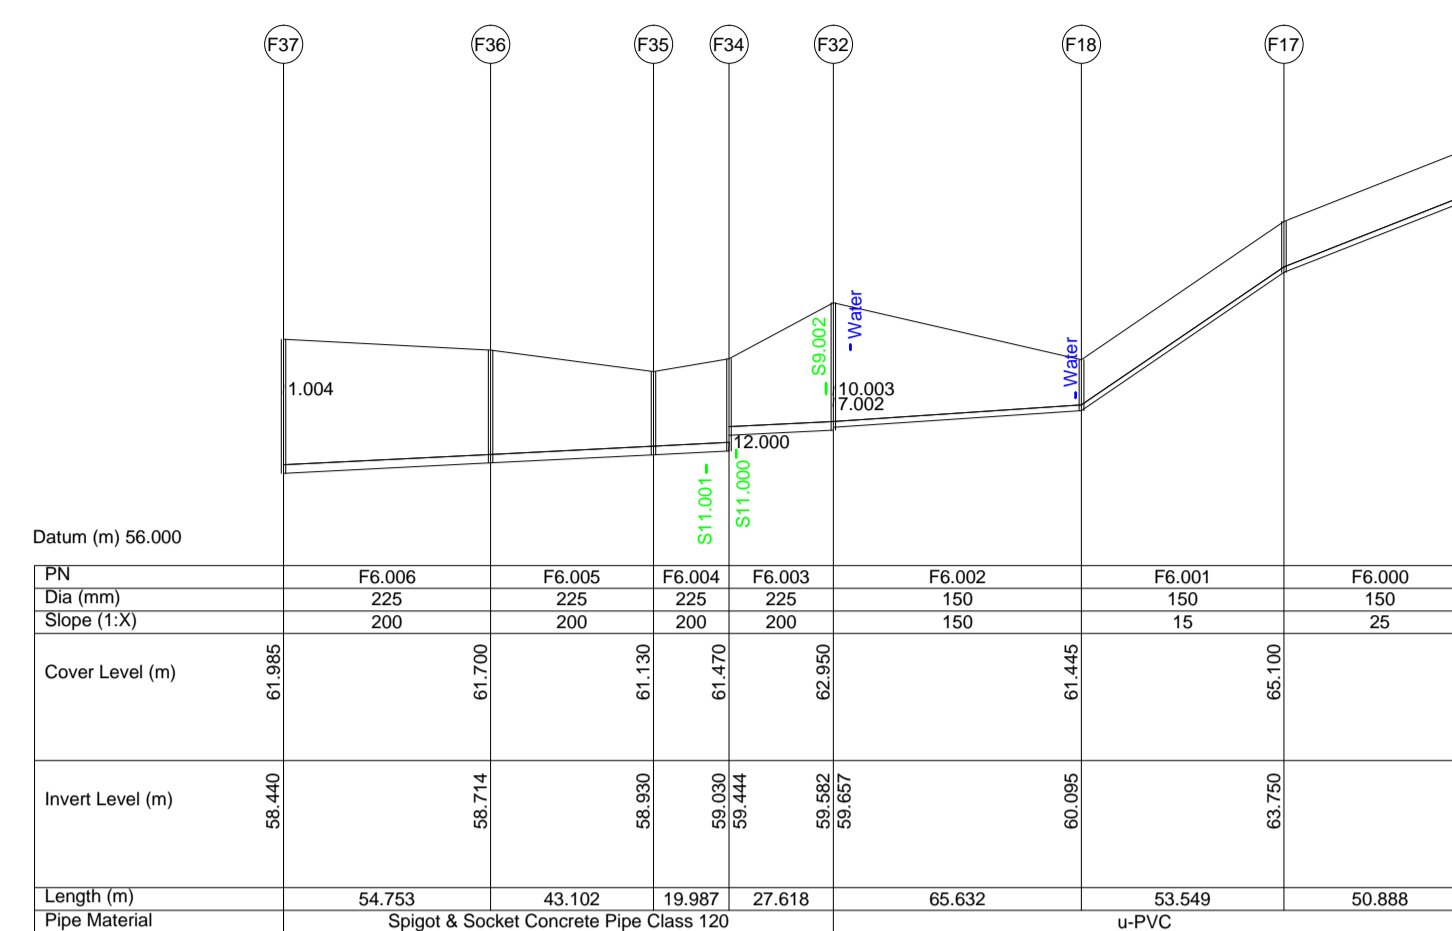 F37 F36 F35 F34 F32 F18 F17
Water
S9.002
Water
1.004
10.003
7.002
12.000
S11.001
S11.000
Datum (m) 56.000
PN F6.006 F6.005 F6.004 F6.003 F6.002 F6.001 F6.000
Dia (mm) 225 225 225 225 150 150 150
Slope (1:X) 200 200 200 200 150 15 25
Cover Level (m) 61.985 61.700 61.130 61.470 62.950 61.445 65.100
Invert Level (m) 58.440 58.714 58.930 59.030 59.444 59.582 59.657 60.095 63.750
Length (m) 54.753 43.102 19.987 27.618 65.632 53.549 50.888
Pipe Material Spigot & Socket Concrete Pipe Class 120 u-PVC